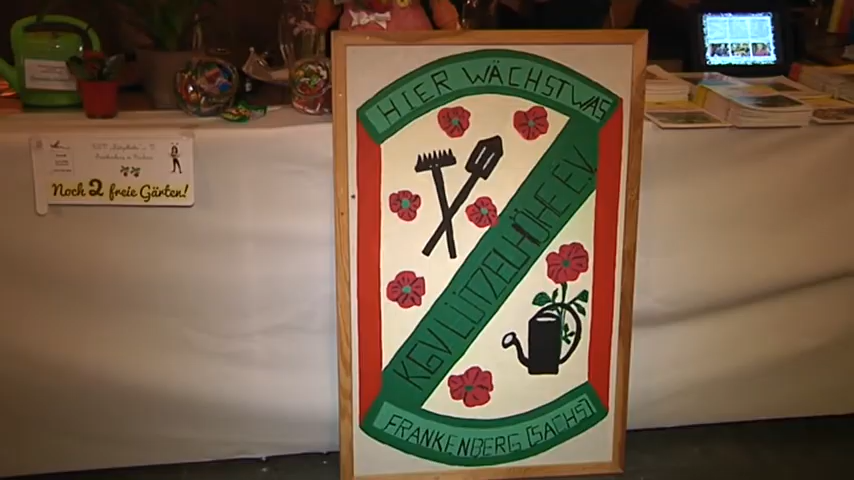 HIER WÄCHST WAS
KGV LÜTZELHÖHE E.V.
FRANKENBERG [SACHS]
Noch 2 freie Gärten!